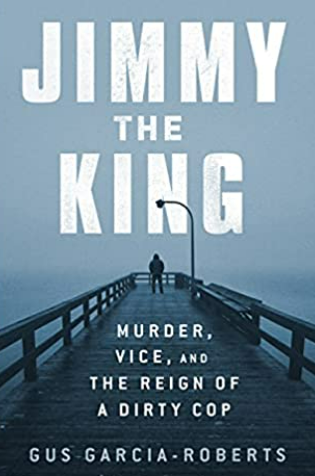 JIMMY
THE
KING
MURDER,
VICE, AND
THE REIGN OF
A DIRTY COP
GUS GARCIA-ROBERTS